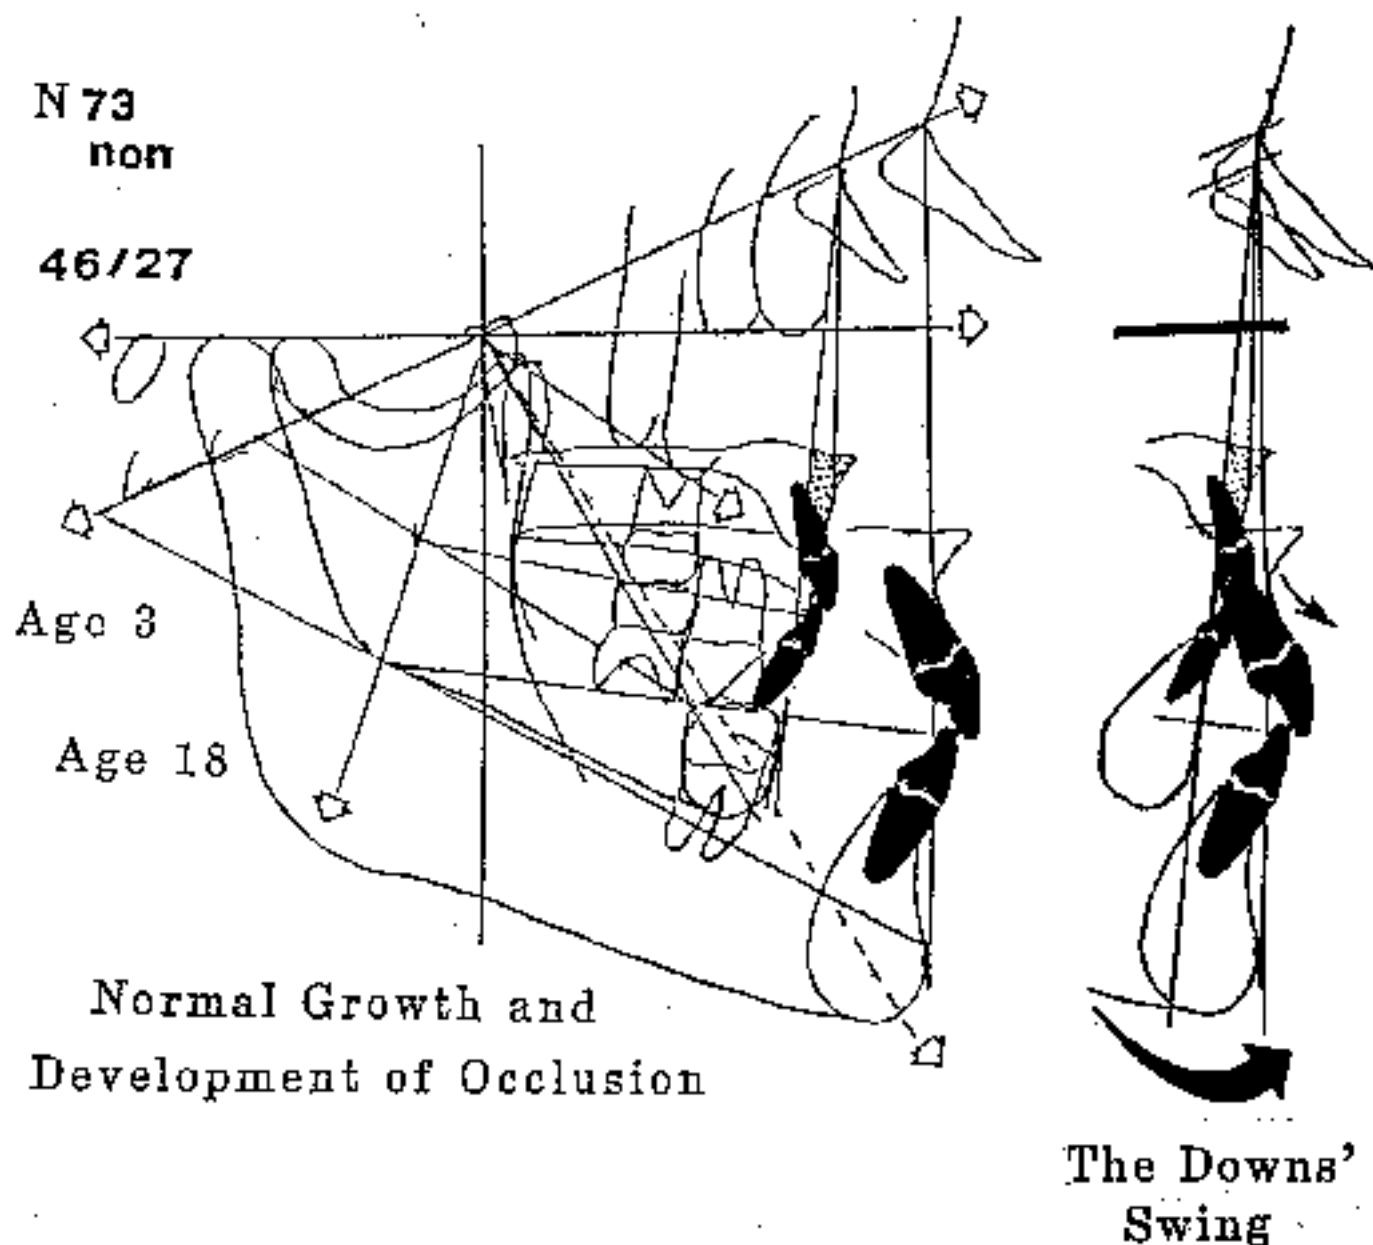 N 73
non
46/27
Age 3
Age 18
Normal Growth and
Development of Occlusion
The Downs'
Swing